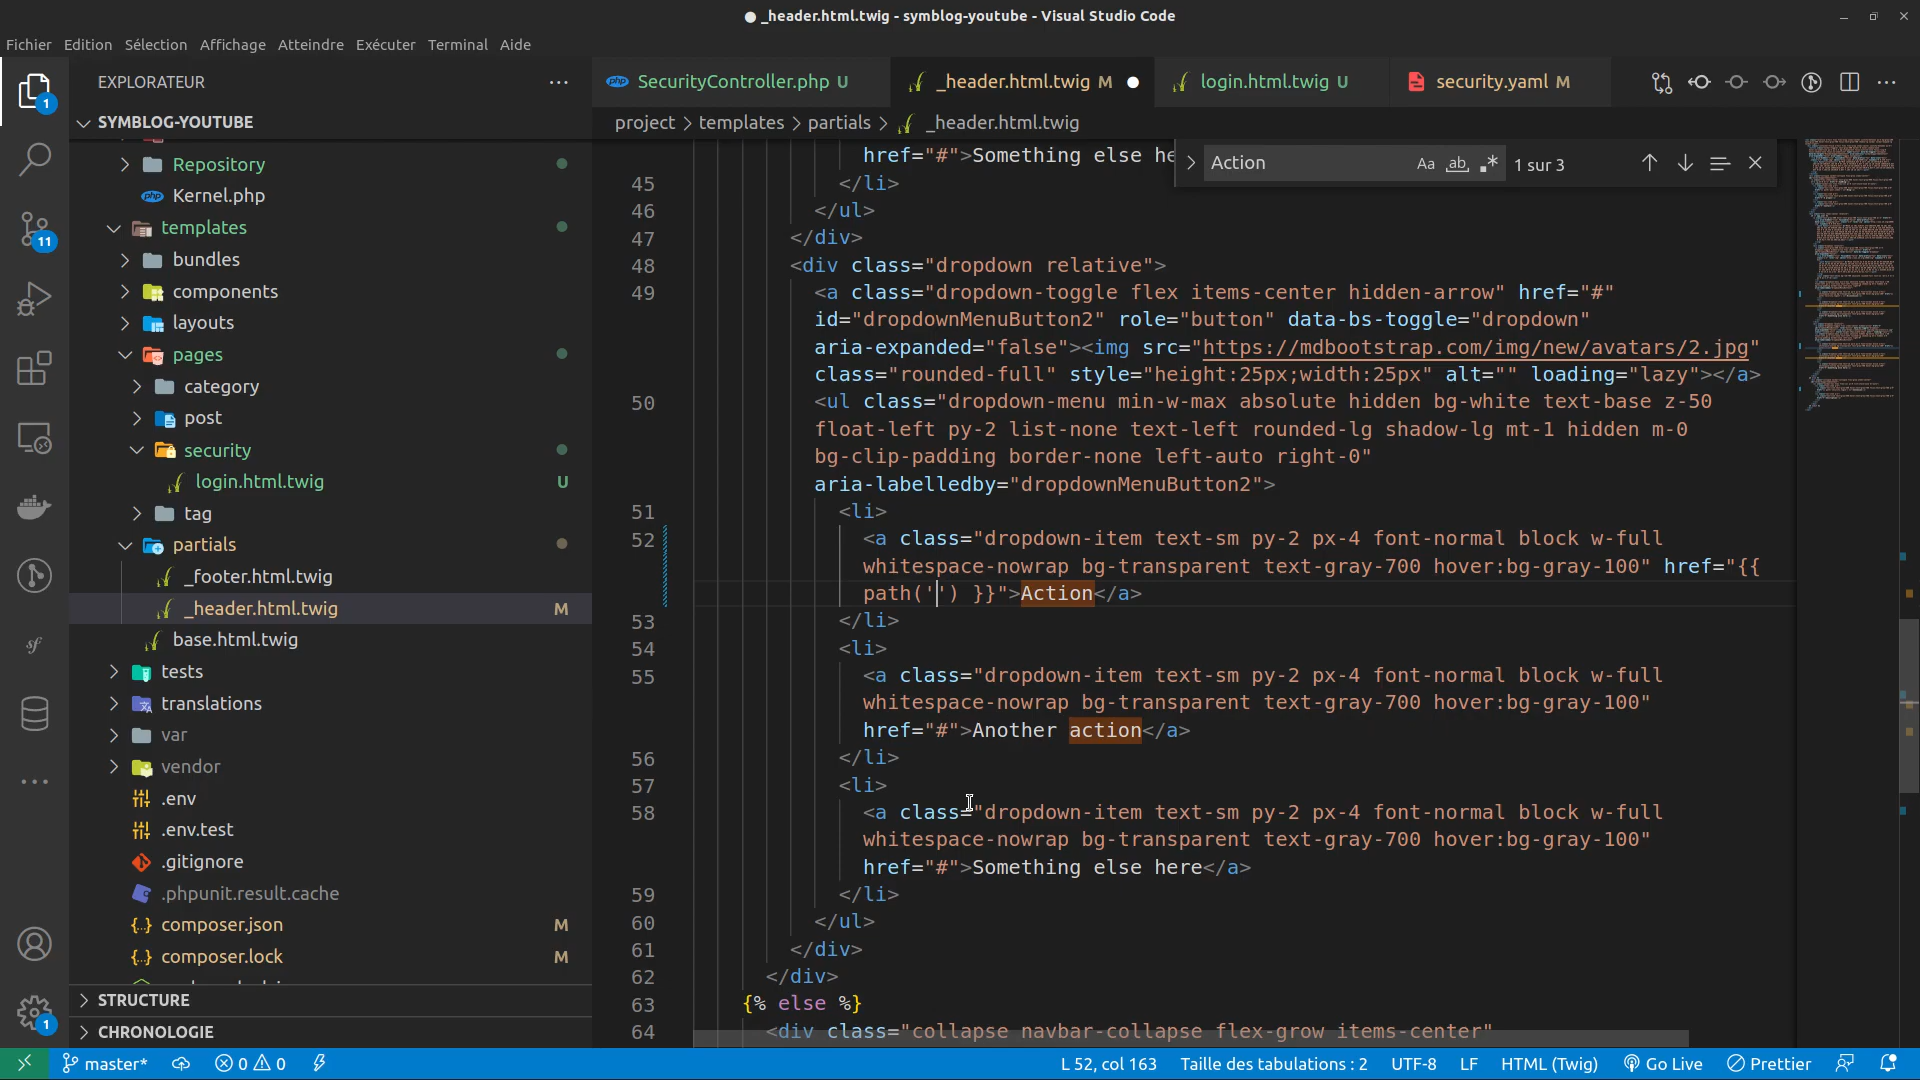 _header.html.twig - symblog-youtube - Visual Studio Code
Fichier Edition Sélection Affichage Atteindre Exécuter Terminal Aide
EXPLORATEUR
SYMBLOG-YOUTUBE
Repository
Kernel.php
templates
bundles
components
layouts
pages
category
post
security
login.html.twig U
tag
partials
_footer.html.twig
_header.html.twig M
base.html.twig
tests
translations
var
vendor
.env
.env.test
.gitignore
.phpunit.result.cache
composer.json M
composer.lock M
STRUCTURE
CHRONOLOGIE
1
11
sf
1
php SecurityController.php U
_header.html.twig M
login.html.twig U
security.yaml M
project > templates > partials > _header.html.twig
Action Aa ab 1 sur 3
href="#">Something else he
45 </li>
46 </ul>
47 </div>
48 <div class="dropdown relative">
49 <a class="dropdown-toggle flex items-center hidden-arrow" href="#"
id="dropdownMenuButton2" role="button" data-bs-toggle="dropdown"
aria-expanded="false"><img src="https://mdbootstrap.com/img/new/avatars/2.jpg"
class="rounded-full" style="height:25px;width:25px" alt="" loading="lazy"></a>
50 <ul class="dropdown-menu min-w-max absolute hidden bg-white text-base z-50
float-left py-2 list-none text-left rounded-lg shadow-lg mt-1 hidden m-0
bg-clip-padding border-none left-auto right-0"
aria-labelledby="dropdownMenuButton2">
51 <li>
52 <a class="dropdown-item text-sm py-2 px-4 font-normal block w-full
whitespace-nowrap bg-transparent text-gray-700 hover:bg-gray-100" href="{{
path('') }}">Action</a>
53 </li>
54 <li>
55 <a class="dropdown-item text-sm py-2 px-4 font-normal block w-full
whitespace-nowrap bg-transparent text-gray-700 hover:bg-gray-100"
href="#">Another action</a>
56 </li>
57 <li>
58 <a class="dropdown-item text-sm py-2 px-4 font-normal block w-full
whitespace-nowrap bg-transparent text-gray-700 hover:bg-gray-100"
href="#">Something else here</a>
59 </li>
60 </ul>
61 </div>
62 </div>
63 {% else %}
64 <div class="collapse navbar-collapse flex-grow items-center"
master* 0 0 L 52, col 163 Taille des tabulations : 2 UTF-8 LF HTML (Twig) Go Live Prettier